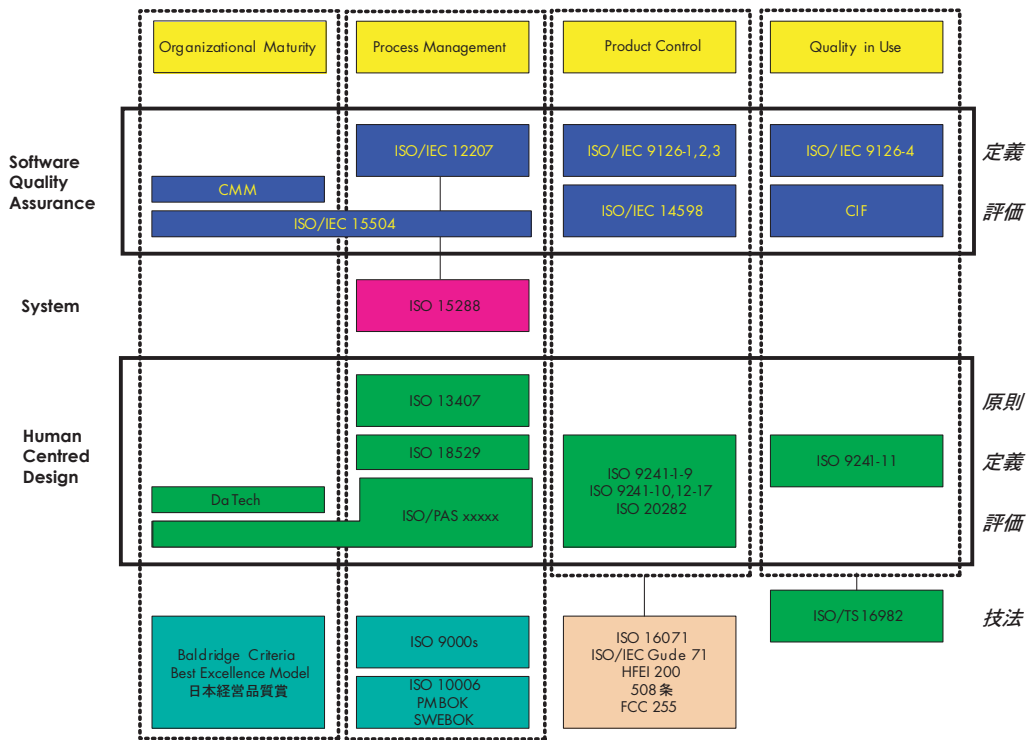 Organizational Maturity
Process Management
Product Control
Quality in Use
Software
Quality
Assurance
ISO/IEC 12207
ISO/IEC 9126-1,2,3
ISO/IEC 9126-4
定義
CMM
ISO/IEC 15504
ISO/IEC 14598
CIF
評価
System
ISO 15288
Human
Centred
Design
ISO 13407
原則
ISO 18529
ISO 9241-1-9
ISO 9241-10,12-17
ISO 20282
ISO 9241-11
定義
DaTech
ISO/PAS xxxxx
評価
ISO/TS 16982
技法
Baldridge Criteria
Best Excellence Model
日本経営品質賞
ISO 9000s
ISO 10006
PMBOK
SWEBOK
ISO 16071
ISO/IEC Gude 71
HFEI 200
508 条
FCC 255